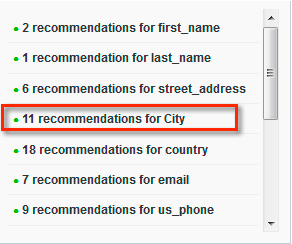 2 recommendations for first_name
1 recommendation for last_name
6 recommendations for street_address
11 recommendations for City
18 recommendations for country
7 recommendations for email
9 recommendations for us_phone